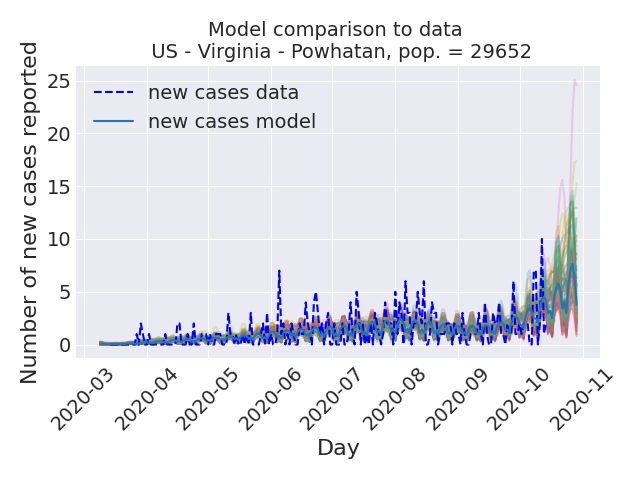 Model comparison to data
US - Virginia - Powhatan, pop. = 29652
Number of new cases reported
25
20
15
10
5
0
new cases data
new cases model
2020-03
2020-04
2020-05
2020-06
2020-07
2020-08
2020-09
2020-10
2020-11
Day